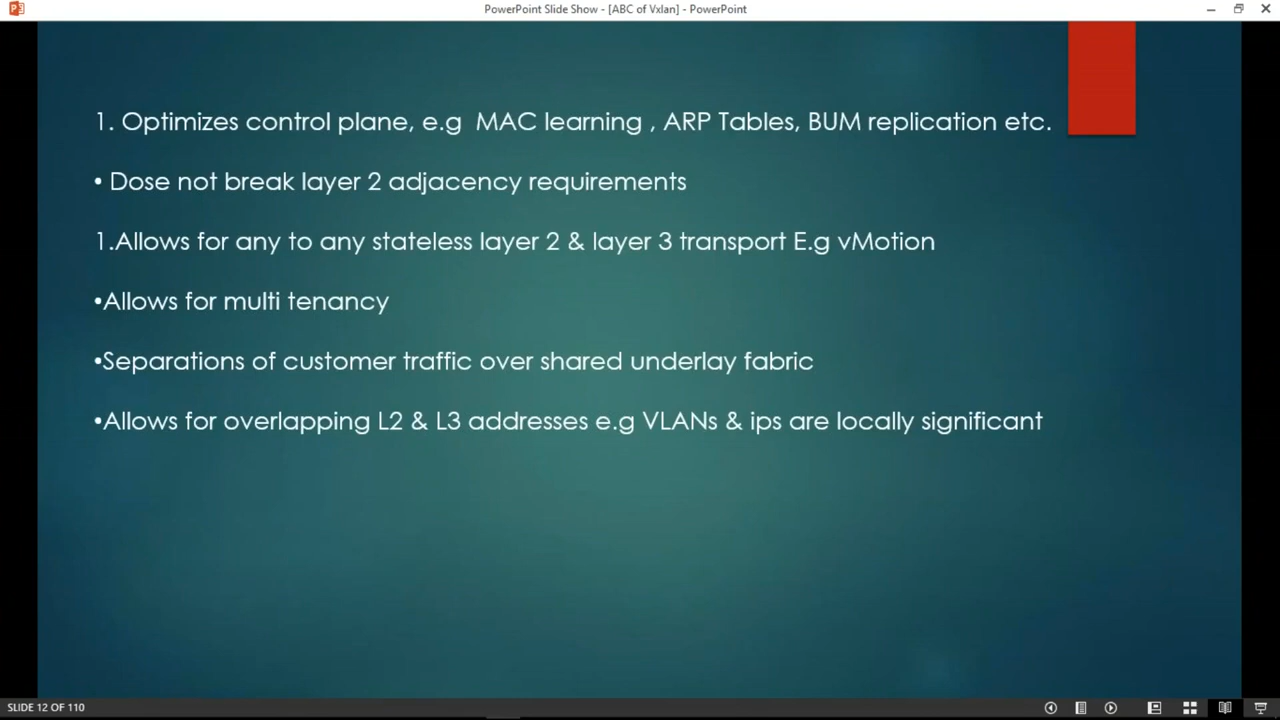 PowerPoint Slide Show - [ABC of Vxlan] - PowerPoint
1. Optimizes control plane, e.g MAC learning , ARP Tables, BUM replication etc.
• Dose not break layer 2 adjacency requirements
1.Allows for any to any stateless layer 2 & layer 3 transport E.g vMotion
•Allows for multi tenancy
•Separations of customer traffic over shared underlay fabric
•Allows for overlapping L2 & L3 addresses e.g VLANs & ips are locally significant
SLIDE 12 OF 110